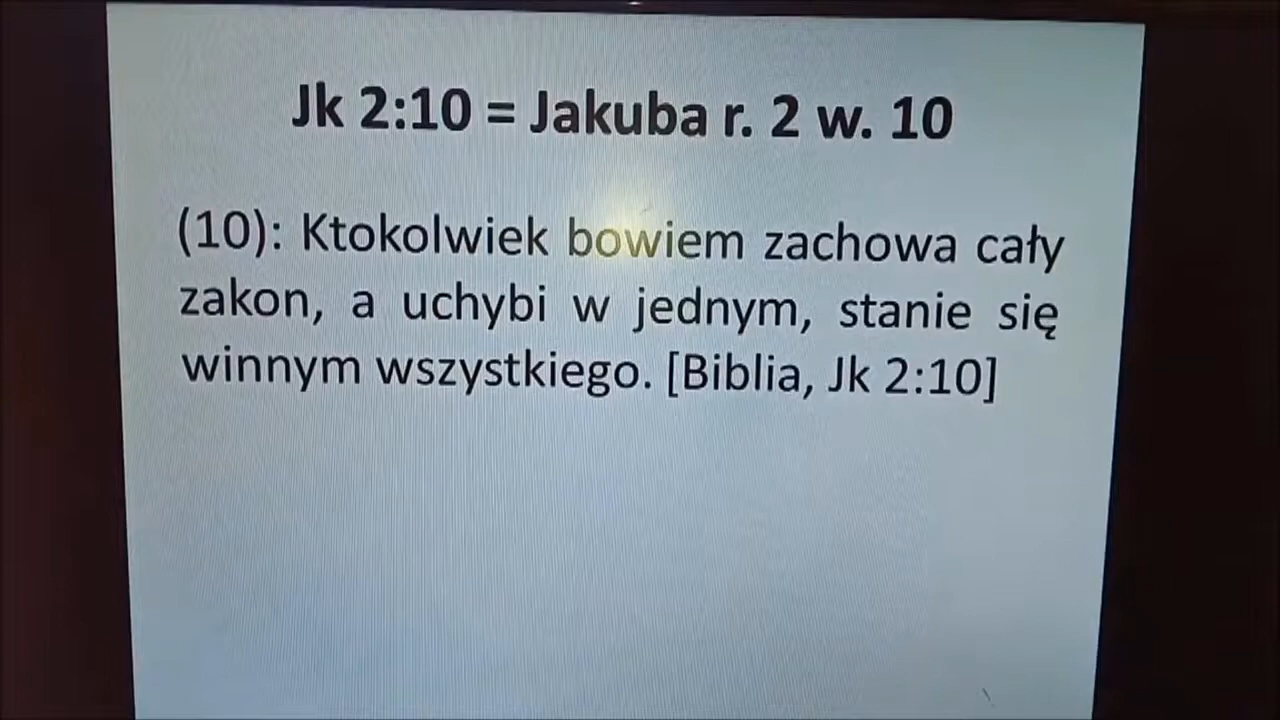 Jk 2:10 = Jakuba r. 2 w. 10
(10): Ktokolwiek bowiem zachowa cały
zakon, a uchybi w jednym, stanie się
winnym wszystkiego. [Biblia, Jk 2:10]